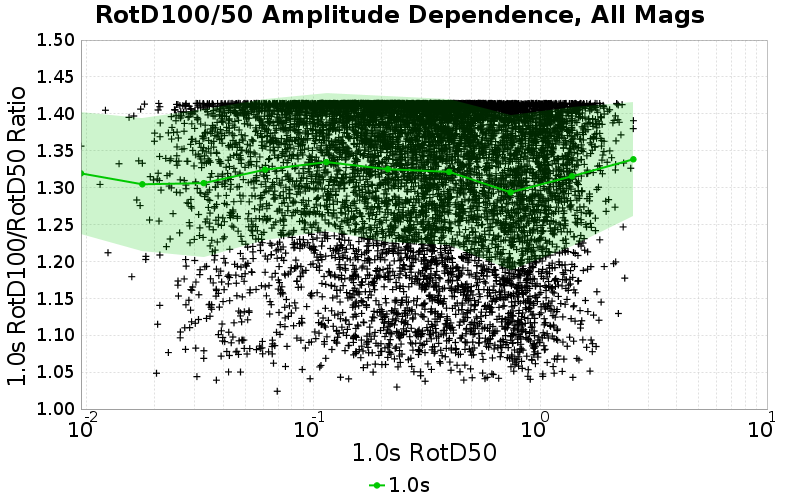 RotD100/50 Amplitude Dependence, All Mags
1.0s RotD100/RotD50 Ratio
1.50
1.45
1.40
1.35
1.30
1.25
1.20
1.15
1.10
1.05
1.00
10^-2 10^-1 10^0 10^1
1.0s RotD50
1.0s